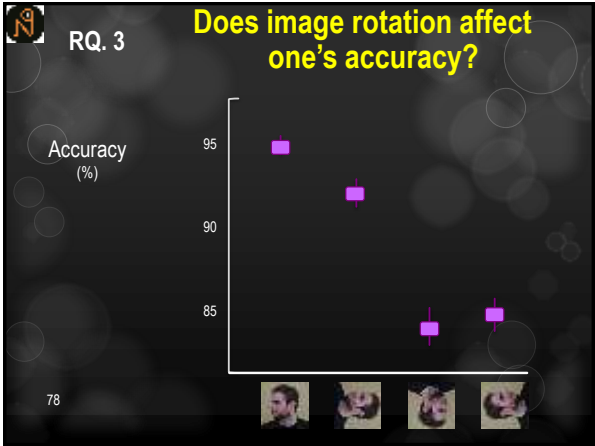 RQ. 3
Does image rotation affect
one’s accuracy?
Accuracy
(%)
95
90
85
78